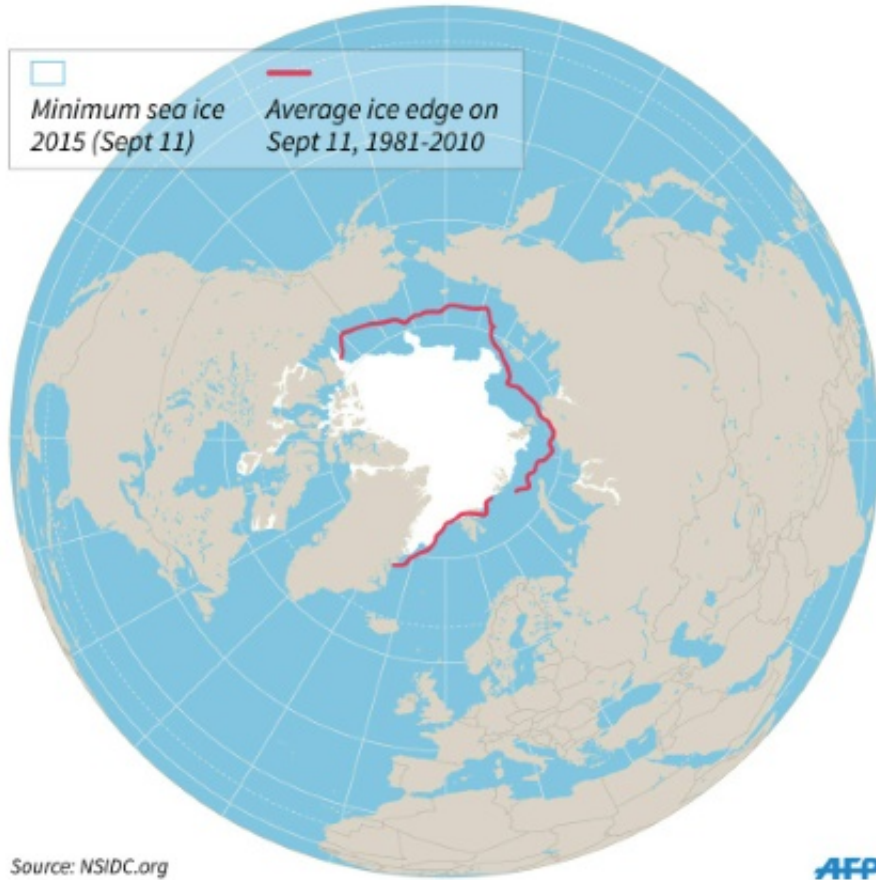 Minimum sea ice
2015 (Sept 11)
Average ice edge on
Sept 11, 1981-2010
Source: NSIDC.org
AFP